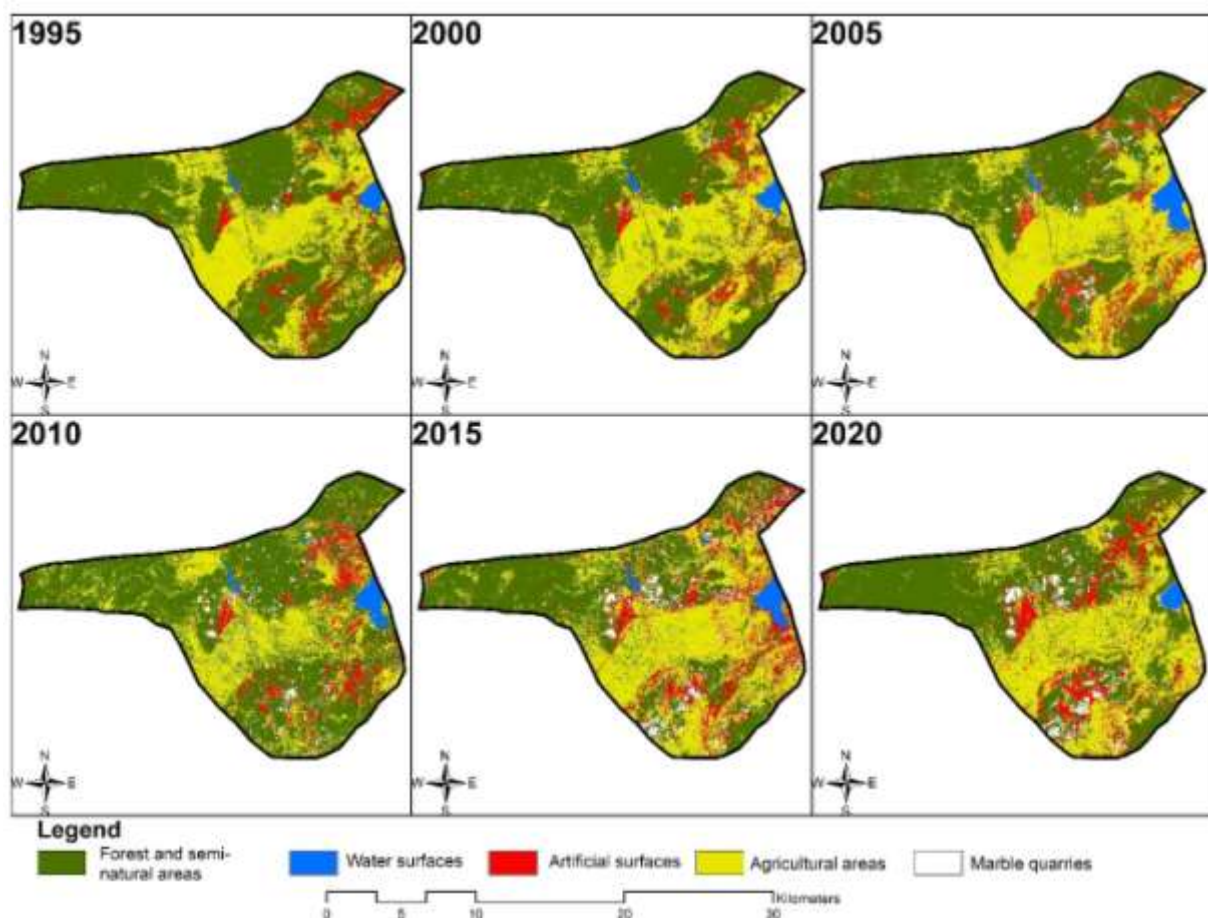 1995
2000
2005
N
W E
S
N
W E
S
N
W E
S
2010
2015
2020
N
W E
S
N
W E
S
N
W E
S
Legend
Forest and semi-
natural areas
Water surfaces
Artificial surfaces
Agricultural areas
Marble quarries
Kilometers
0 5 10 20 30